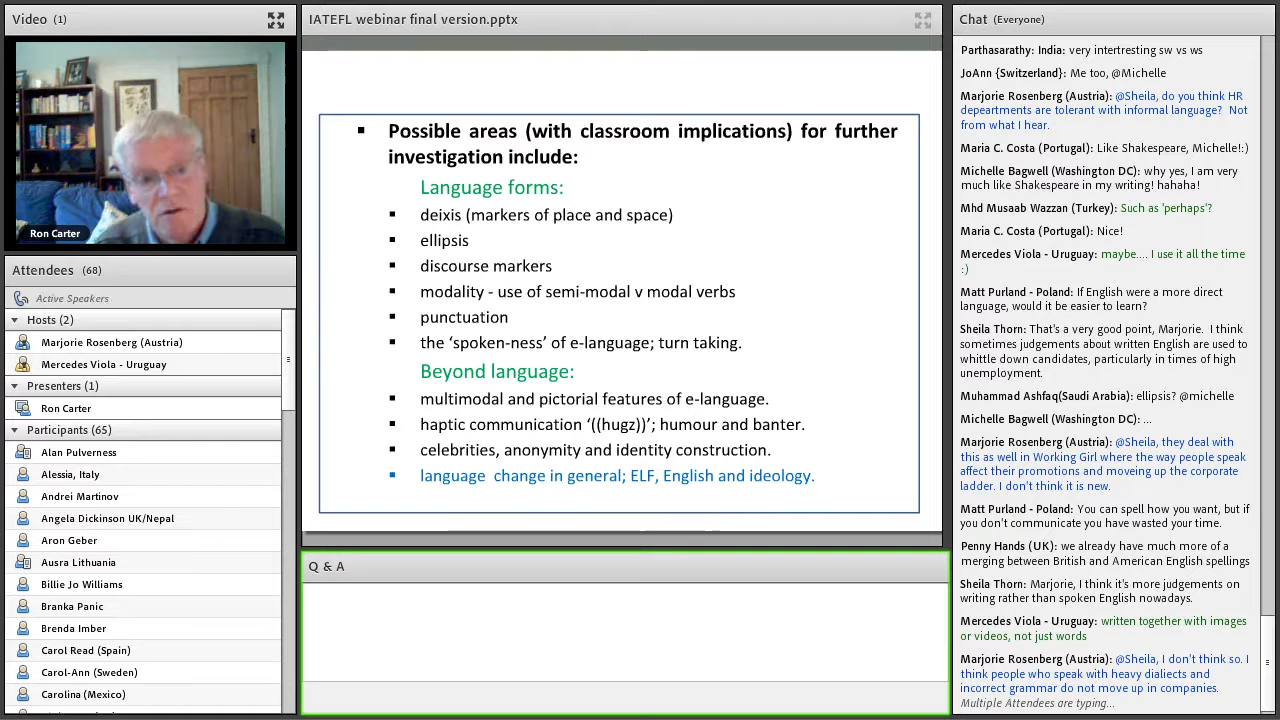 Video (1)
Ron Carter
Attendees (68)
Active Speakers
Hosts (2)
Marjorie Rosenberg (Austria)
Mercedes Viola - Uruguay
Presenters (1)
Ron Carter
Participants (65)
Alan Pulverness
Alessia, Italy
Andrei Martinov
Angela Dickinson UK/Nepal
Aron Geber
Ausra Lithuania
Billie Jo Williams
Branka Panic
Brenda Imber
Carol Read (Spain)
Carol-Ann (Sweden)
Carolina (Mexico)
IATEFL webinar final version.pptx
Possible areas (with classroom implications) for further
investigation include:
Language forms:
deixis (markers of place and space)
ellipsis
discourse markers
modality - use of semi-modal v modal verbs
punctuation
the ‘spoken-ness’ of e-language; turn taking.
Beyond language:
multimodal and pictorial features of e-language.
haptic communication ‘((hugz))’; humour and banter.
celebrities, anonymity and identity construction.
language change in general; ELF, English and ideology.
Q & A
Chat (Everyone)
Parthasarathy: India: very intertresting sw vs ws
JoAnn {Switzerland}: Me too, @Michelle
Marjorie Rosenberg (Austria): @Sheila, do you think HR
depeartments are tolerant with informal language? Not
from what I hear.
Maria C. Costa (Portugal): Like Shakespeare, Michelle!:)
Michelle Bagwell (Washington DC): why yes, I am very
much like Shakespeare in my writing! hahaha!
Mhd Musaab Wazzan (Turkey): Such as 'perhaps'?
Maria C. Costa (Portugal): Nice!
Mercedes Viola - Uruguay: maybe.... I use it all the time
:)
Matt Purland - Poland: If English were a more direct
language, would it be easier to learn?
Sheila Thorn: That's a very good point, Marjorie. I think
sometimes judgements about written English are used to
whittle down candidates, particularly in times of high
unemployment.
Muhammad Ashfaq(Saudi Arabia): ellipsis? @michelle
Michelle Bagwell (Washington DC): ...
Marjorie Rosenberg (Austria): @Sheila, they deal with
this as well in Working Girl where the way people speak
affect their promotions and moveing up the corporate
ladder. I don't think it is new.
Matt Purland - Poland: You can spell how you want, but if
you don't communicate you have wasted your time.
Penny Hands (UK): we already have much more of a
merging between British and American English spellings
Sheila Thorn: Marjorie, I think it's more judgements on
writing rather than spoken English nowadays.
Mercedes Viola - Uruguay: written together with images
or videos, not just words
Marjorie Rosenberg (Austria): @Sheila, I don't think so. I
think people who speak with heavy dialiects and
incorrect grammar do not move up in companies.
Multiple Attendees are typing...